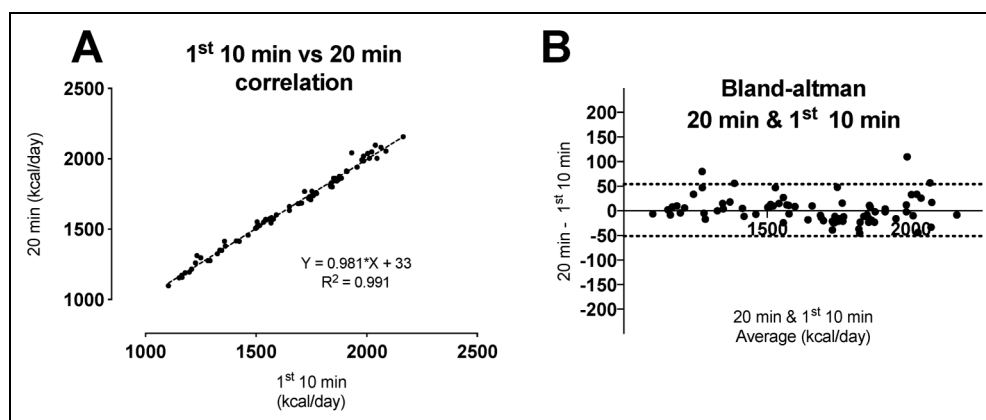 A
1st 10 min vs 20 min
correlation
2500
2000
1500
1000
20 min (kcal/day)
Y = 0.981*X + 33
R2 = 0.991
1000 1500 2000 2500
1st 10 min
(kcal/day)
B
Bland-altman
20 min & 1st 10 min
200
150
100
50
0
-50
-100
-150
-200
20 min - 1st 10 min
1500 2000
20 min & 1st 10 min
Average (kcal/day)